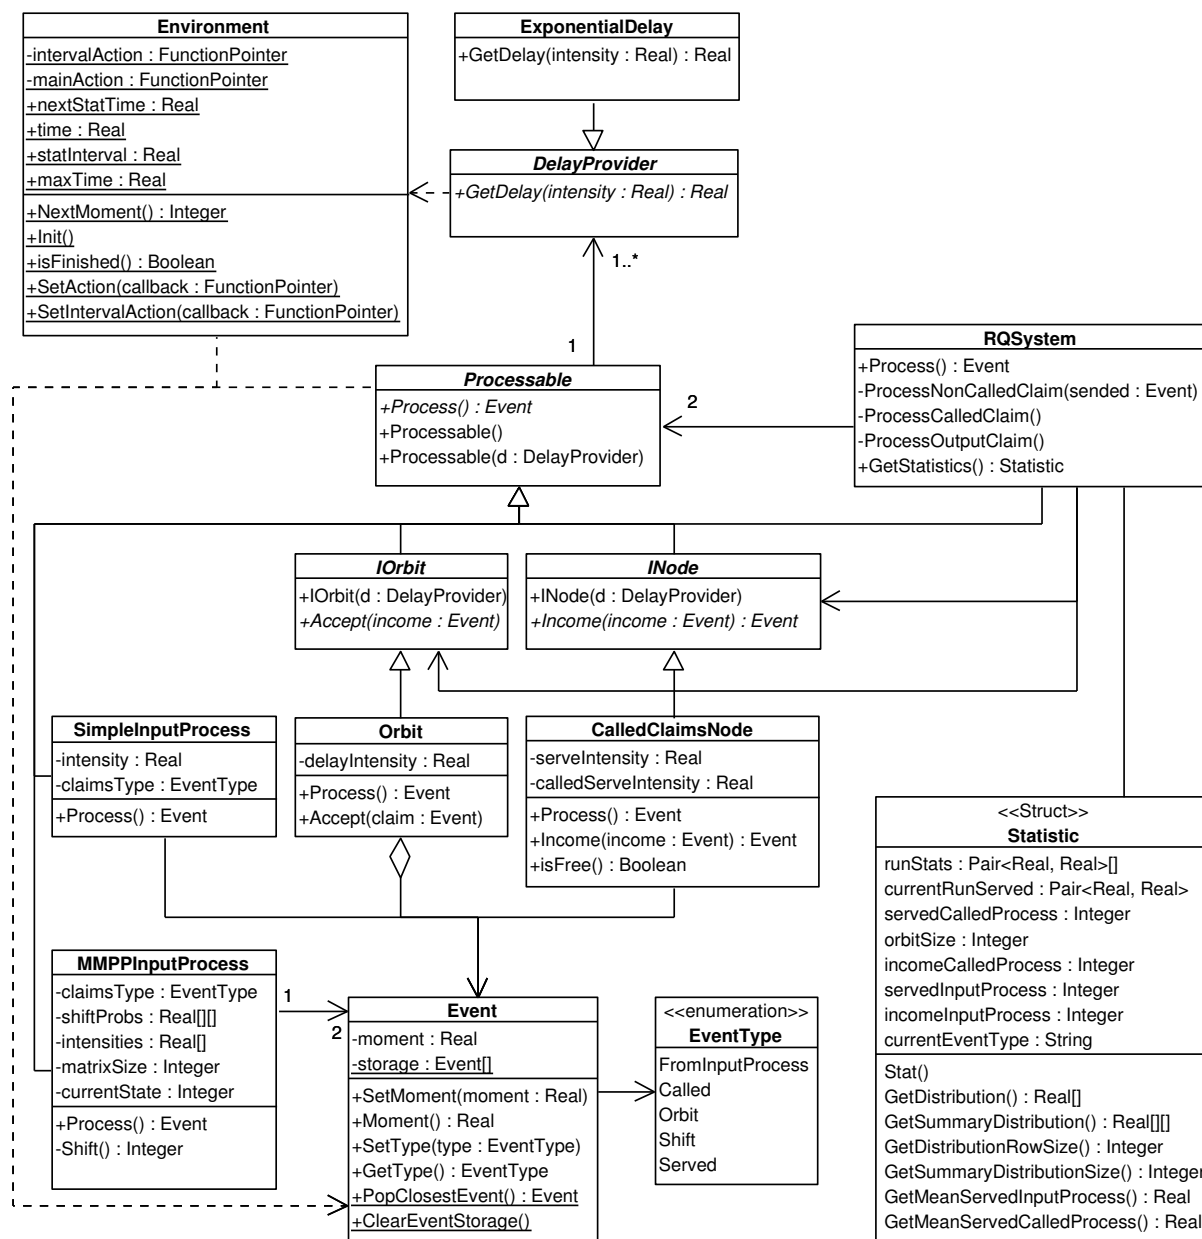 Environment
-intervalAction : FunctionPointer
-mainAction : FunctionPointer
+nextStatTime : Real
+time : Real
+statInterval : Real
+maxTime : Real
+NextMoment() : Integer
+Init()
+isFinished() : Boolean
+SetAction(callback : FunctionPointer)
+SetIntervalAction(callback : FunctionPointer)
ExponentialDelay
+GetDelay(intensity : Real) : Real
DelayProvider
+GetDelay(intensity : Real) : Real
1..*
1
Processable
+Process() : Event
+Processable()
+Processable(d : DelayProvider)
2
RQSystem
+Process() : Event
-ProcessNonCalledClaim(sended : Event)
-ProcessCalledClaim()
-ProcessOutputClaim()
+GetStatistics() : Statistic
IOrbit
+IOrbit(d : DelayProvider)
+Accept(income : Event)
INode
+INode(d : DelayProvider)
+Income(income : Event) : Event
SimpleInputProcess
-intensity : Real
-claimsType : EventType
+Process() : Event
Orbit
-delayIntensity : Real
+Process() : Event
+Accept(claim : Event)
CalledClaimsNode
-serveIntensity : Real
-calledServeIntensity : Real
+Process() : Event
+Income(income : Event) : Event
+isFree() : Boolean
<<Struct>>
Statistic
runStats : Pair<Real, Real>[]
currentRunServed : Pair<Real, Real>
servedCalledProcess : Integer
orbitSize : Integer
incomeCalledProcess : Integer
servedInputProcess : Integer
incomeInputProcess : Integer
currentEventType : String
Stat()
GetDistribution() : Real[]
GetSummaryDistribution() : Real[][]
GetDistributionRowSize() : Integer
GetSummaryDistributionSize() : Integer
GetMeanServedInputProcess() : Real
GetMeanServedCalledProcess() : Real
MMPPInputProcess
-claimsType : EventType
-shiftProbs : Real[][]
-intensities : Real[]
-matrixSize : Integer
-currentState : Integer
+Process() : Event
-Shift() : Integer
1
2
Event
-moment : Real
-storage : Event[]
+SetMoment(moment : Real)
+Moment() : Real
+SetType(type : EventType)
+GetType() : EventType
+PopClosestEvent() : Event
+ClearEventStorage()
<<enumeration>>
EventType
FromInputProcess
Called
Orbit
Shift
Served